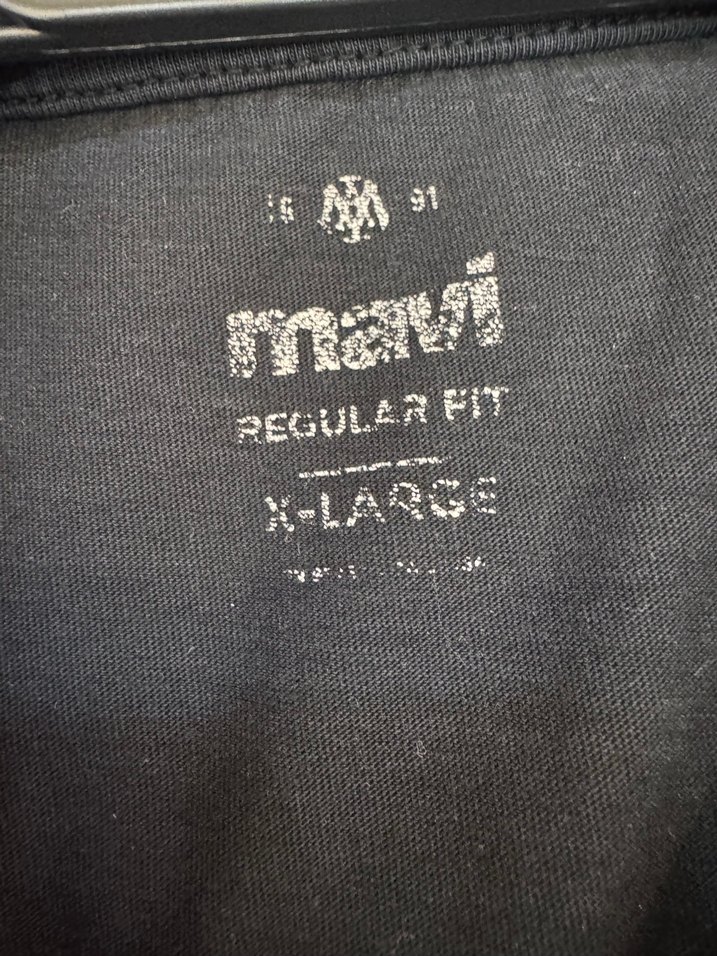 19 91
mavi
REGULAR FIT
X-LARGE